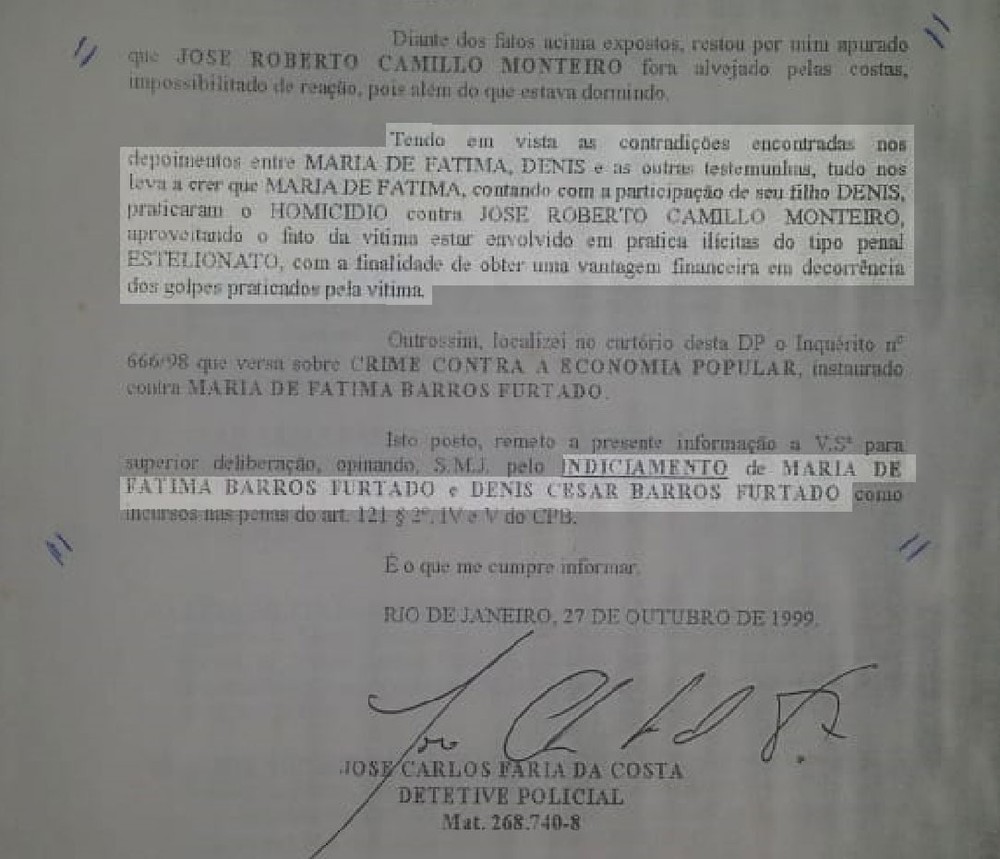 Diante dos fatos acima expostos, restou por mim apurado
que JOSE ROBERTO CAMILLO MONTEIRO fora alvejado pelas costas,
impossibilitado de reação, pois além do que estava dormindo.
Tendo em vista as contradições encontradas nos
depoimentos entre MARIA DE FATIMA, DENIS e as outras testemunhas, tudo nos
leva a crer que MARIA DE FATIMA, contando com a participação de seu filho DENIS,
praticaram o HOMICIDIO contra JOSE ROBERTO CAMILLO MONTEIRO,
aproveitando o fato da vitima estar envolvido em pratica ilícitas do tipo penal
ESTELIONATO, com a finalidade de obter uma vantagem financeira em decorrência
dos golpes praticados pela vitima.
Outrossim, localizei no cartório desta DP o Inquérito nº
666/98 que versa sobre CRIME CONTRA A ECONOMIA POPULAR, instaurado
contra MARIA DE FATIMA BARROS FURTADO.
Isto posto, remeto a presente informação a V.Sª para
superior deliberação, opinando, S.M.J. pelo INDICIAMENTO de MARIA DE
FATIMA BARROS FURTADO e DENIS CESAR BARROS FURTADO como
incursos nas penas do art. 121 § 2º, IV e V do CPB.
É o que me cumpre informar.
RIO DE JANEIRO, 27 DE OUTUBRO DE 1999.
JOSE CARLOS FARIA DA COSTA
DETETIVE POLICIAL
Mat. 268.740-8